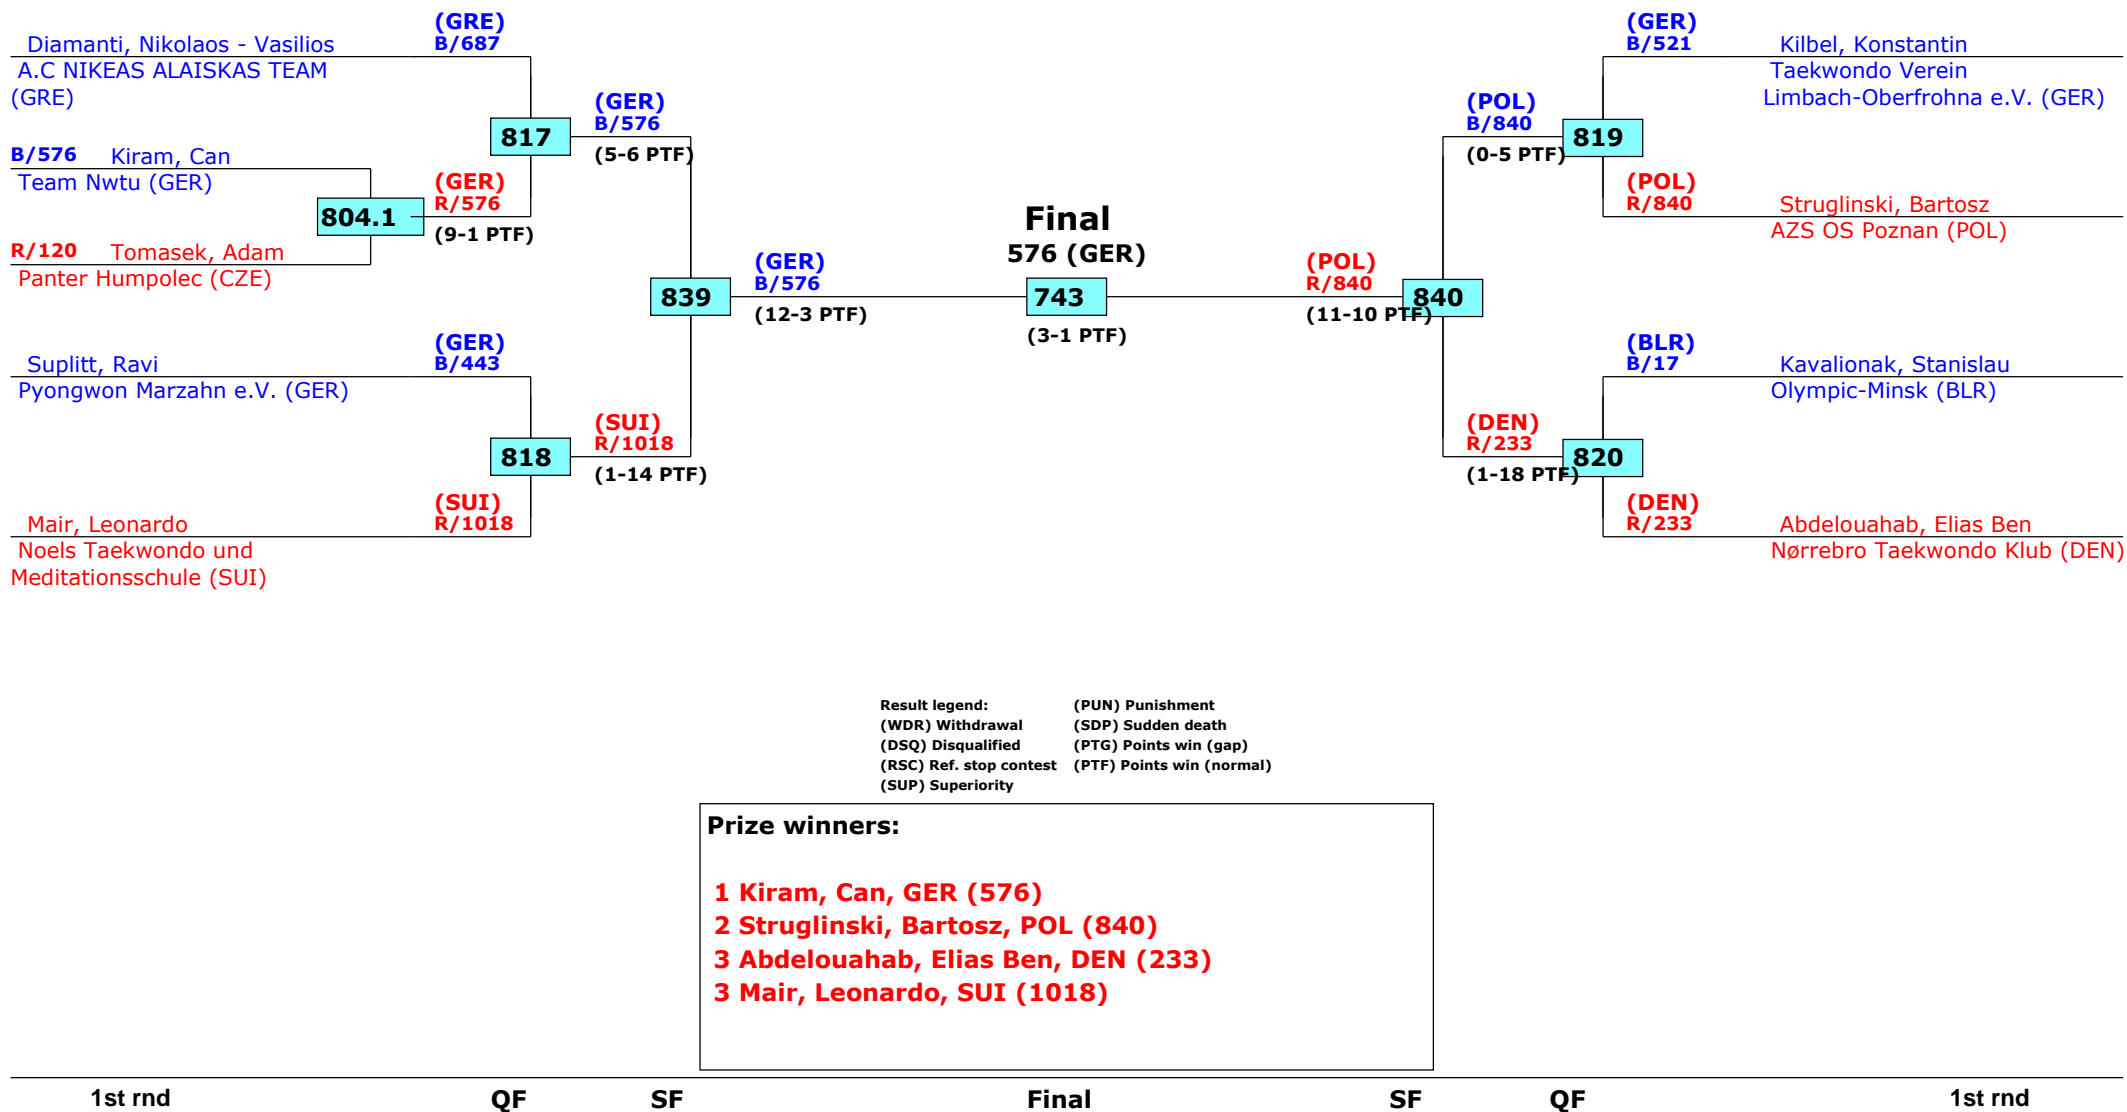 (GRE)
B/687
Diamanti, Nikolaos - Vasilios
A.C NIKEAS ALAISKAS TEAM
(GRE)
817
(GER)
B/576
(5-6 PTF)
B/576 Kiram, Can
Team Nwtu (GER)
804.1
(GER)
R/576
(9-1 PTF)
R/120 Tomasek, Adam
Panter Humpolec (CZE)
839
(GER)
B/576
(12-3 PTF)
(GER)
B/443
Suplitt, Ravi
Pyongwon Marzahn e.V. (GER)
818
(SUI)
R/1018
(1-14 PTF)
(SUI)
R/1018
Mair, Leonardo
Noels Taekwondo und
Meditationsschule (SUI)
Final
576 (GER)
743
(3-1 PTF)
(POL)
R/840
(11-10 PTF)
840
(POL)
B/840
(0-5 PTF)
819
(GER)
B/521
Kilbel, Konstantin
Taekwondo Verein
Limbach-Oberfrohna e.V. (GER)
(POL)
R/840
Struglinski, Bartosz
AZS OS Poznan (POL)
(DEN)
R/233
(1-18 PTF)
820
(BLR)
B/17
Kavalionak, Stanislau
Olympic-Minsk (BLR)
(DEN)
R/233
Abdelouahab, Elias Ben
Nørrebro Taekwondo Klub (DEN)
Result legend: (PUN) Punishment
(WDR) Withdrawal (SDP) Sudden death
(DSQ) Disqualified (PTG) Points win (gap)
(RSC) Ref. stop contest (PTF) Points win (normal)
(SUP) Superiority
Prize winners:
1 Kiram, Can, GER (576)
2 Struglinski, Bartosz, POL (840)
3 Abdelouahab, Elias Ben, DEN (233)
3 Mair, Leonardo, SUI (1018)
1st rnd QF SF Final SF QF 1st rnd